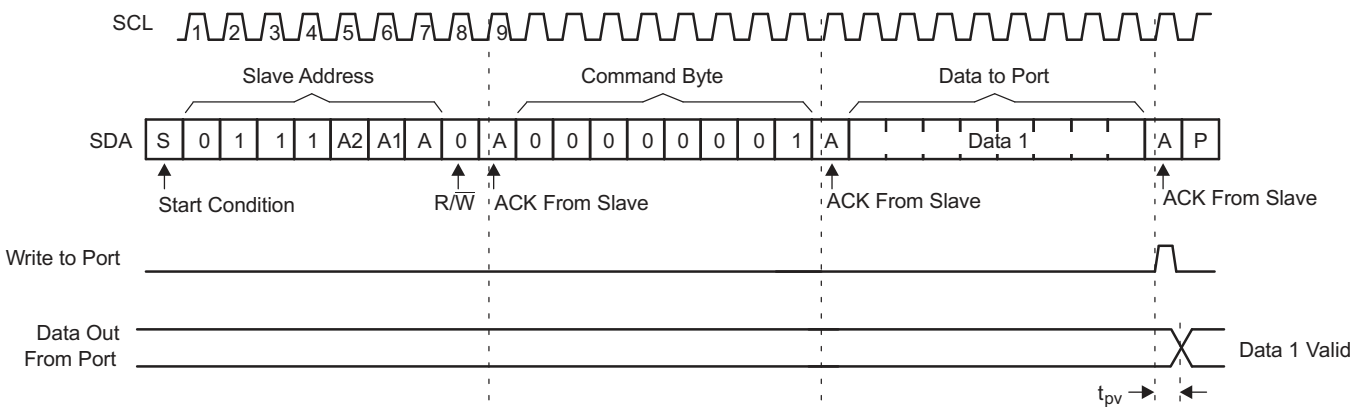 SCL 1 2 3 4 5 6 7 8 9
Slave Address Command Byte Data to Port
SDA S 0 1 1 1 A2 A1 A 0 A 0 0 0 0 0 0 0 1 A Data 1 A P
Start Condition R/W̅ ACK From Slave ACK From Slave ACK From Slave
Write to Port
Data Out
From Port
Data 1 Valid
tpv